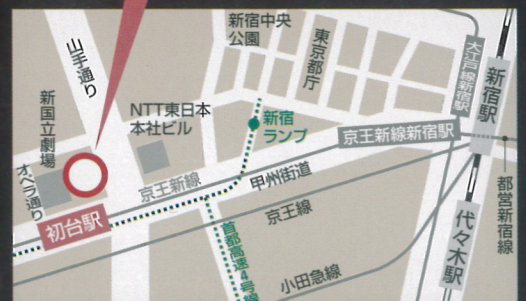 新宿中央
公園
東京都庁
大江戸線新宿駅
新宿駅
山手通り
NTT東日本
本社ビル
新宿
ランプ
京王新線新宿駅
新国立劇場
オペラ通り
初台駅
京王新線
甲州街道
京王線
都営新宿線
代々木駅
首都高速4号線
小田急線